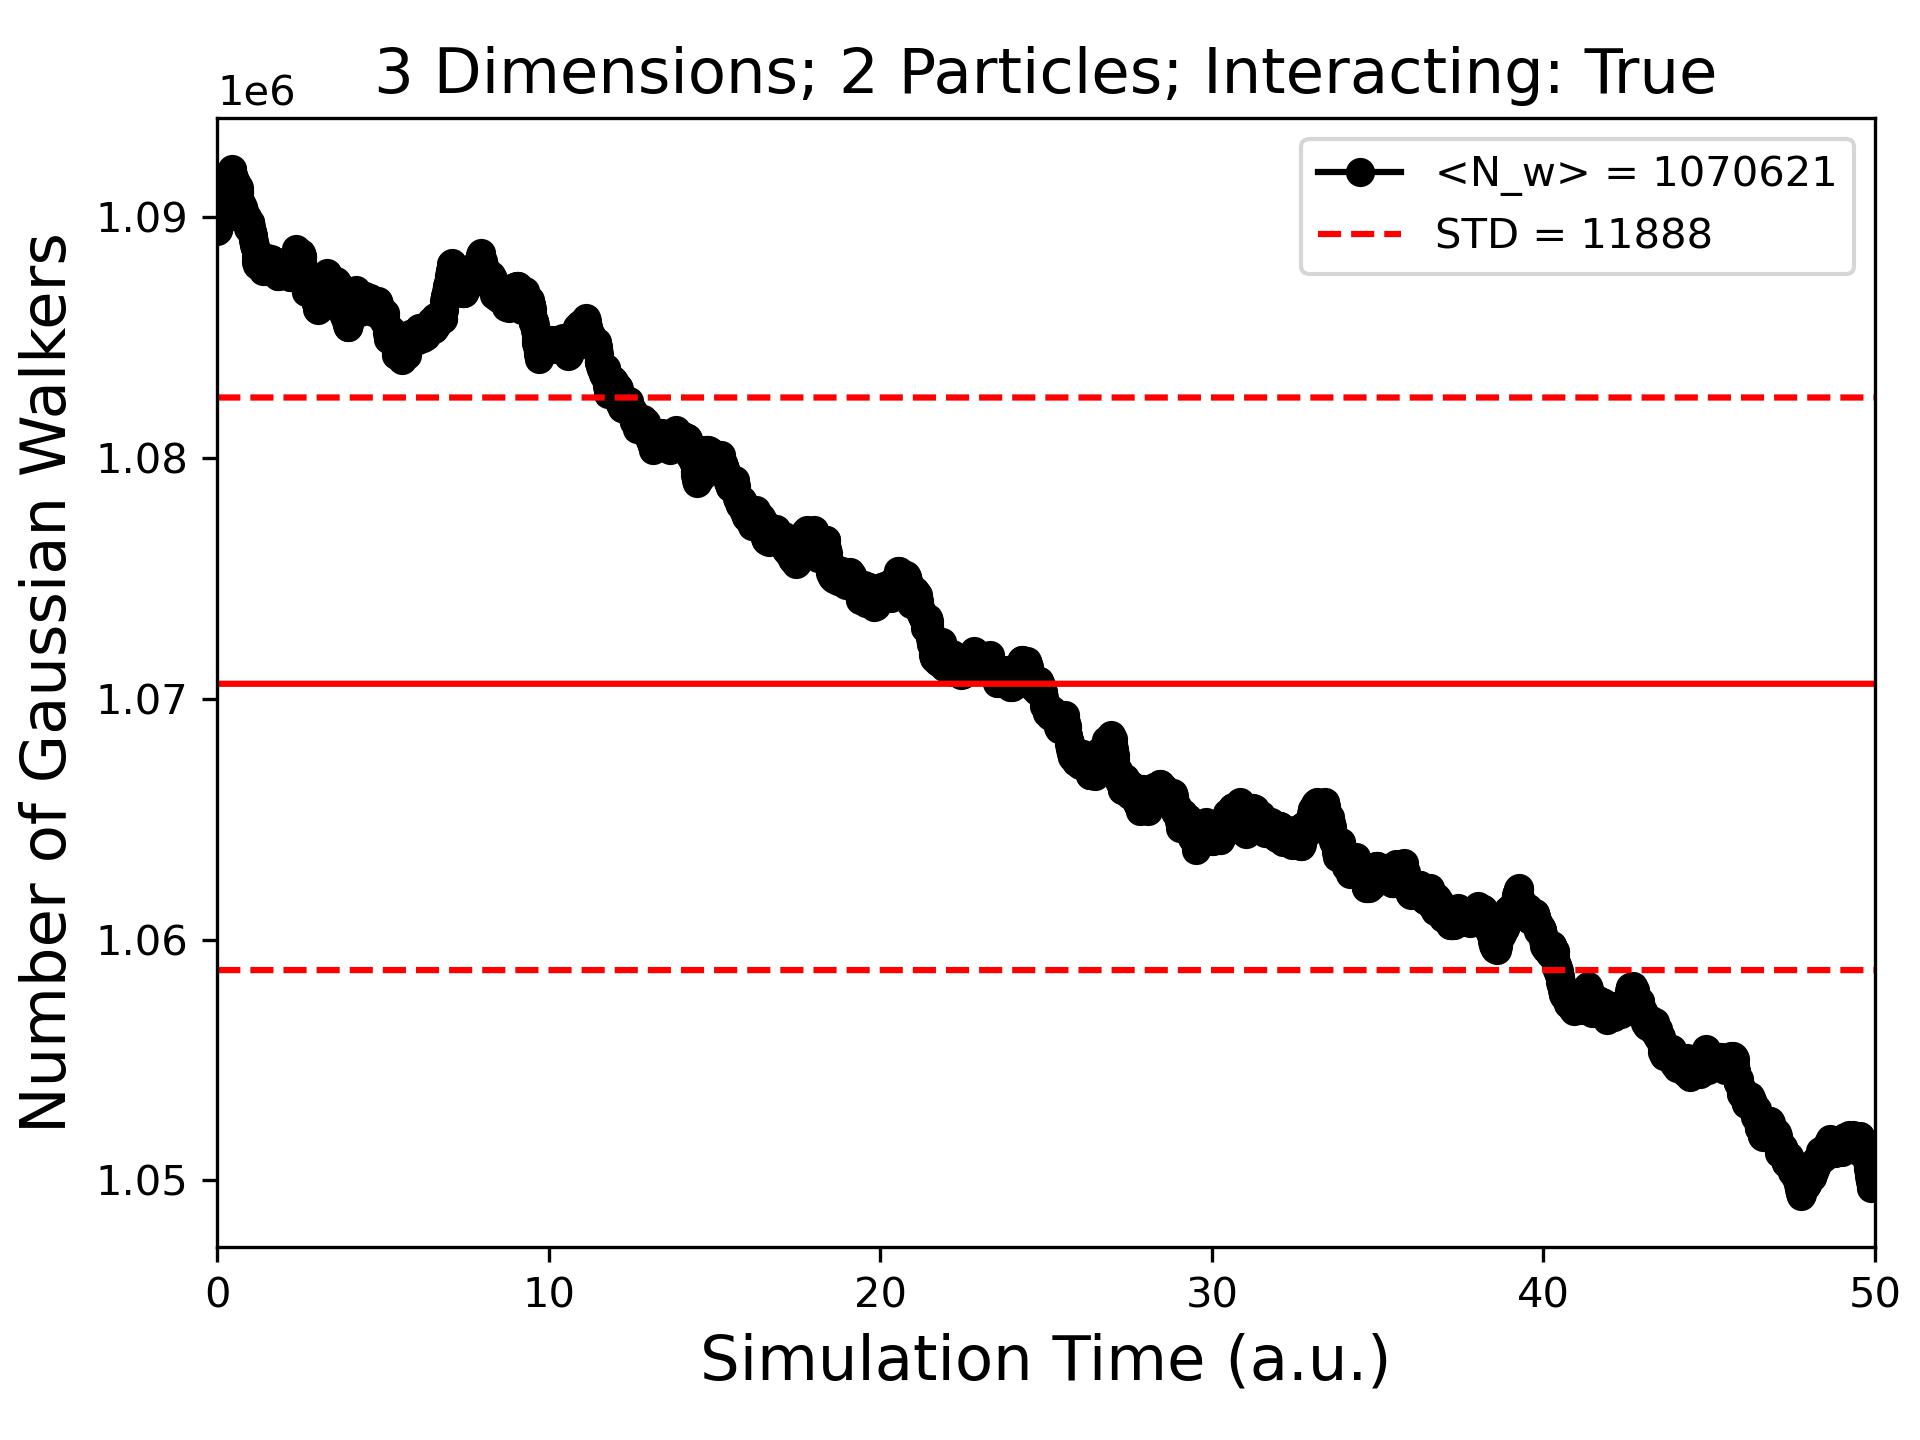 3 Dimensions; 2 Particles; Interacting: True
1e6
<N_w> = 1070621
STD = 11888
Number of Gaussian Walkers
1.09
1.08
1.07
1.06
1.05
0 10 20 30 40 50
Simulation Time (a.u.)